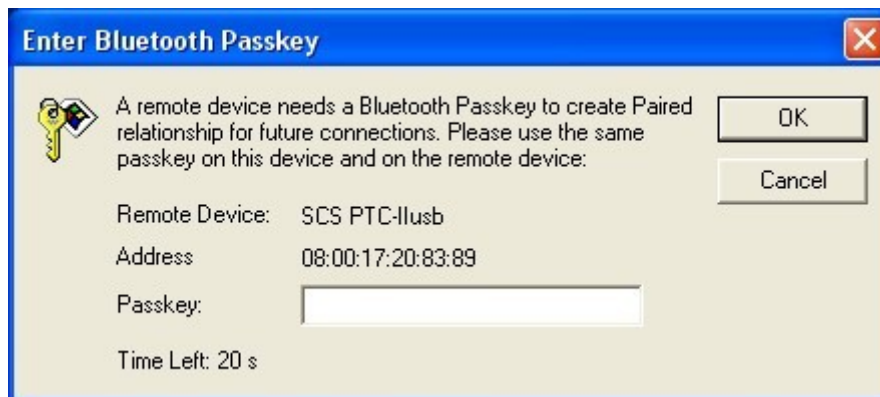 Enter Bluetooth Passkey
A remote device needs a Bluetooth Passkey to create Paired
relationship for future connections. Please use the same
passkey on this device and on the remote device:
OK
Cancel
Remote Device: SCS PTC-IIusb
Address 08:00:17:20:83:89
Passkey:
Time Left: 20 s